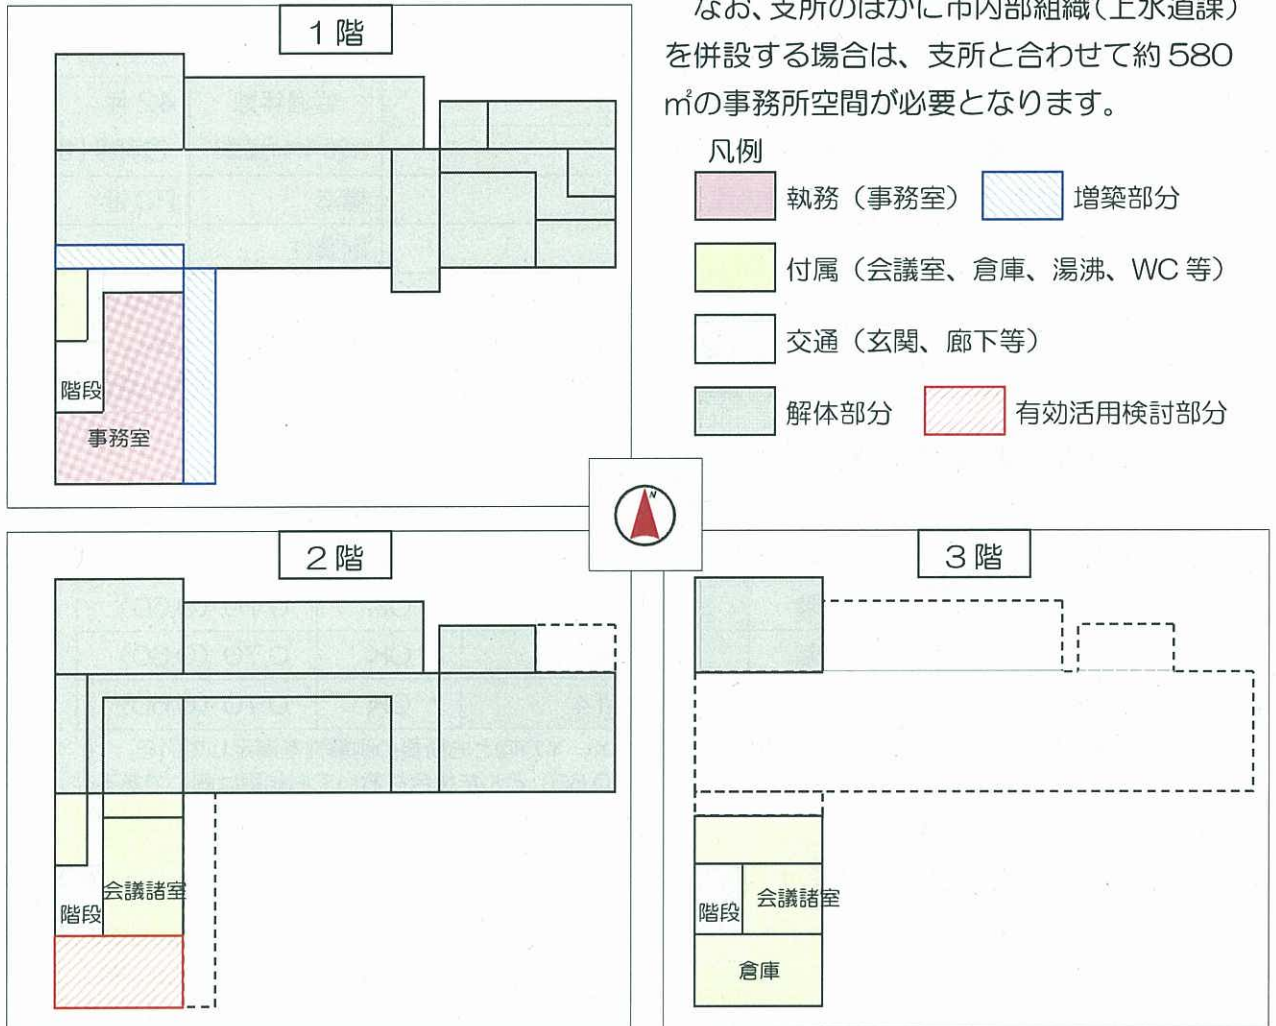 なお、支所のほかに市内部組織（上水道課）
を併設する場合は、支所と合わせて約580
㎡の事務所空間が必要となります。
1階
階段
事務室
凡例
執務（事務室）
増築部分
付属（会議室、倉庫、湯沸、WC等）
交通（玄関、廊下等）
解体部分
有効活用検討部分
N
2階
会議諸室
階段
3階
階段
会議諸室
倉庫